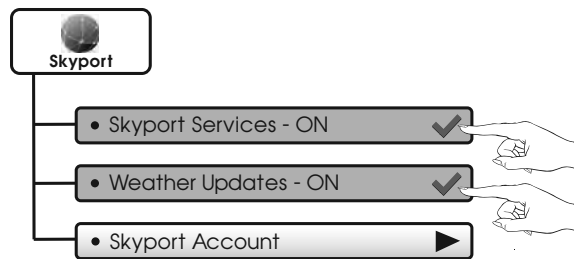 Skyport
• Skyport Services - ON
• Weather Updates - ON
• Skyport Account